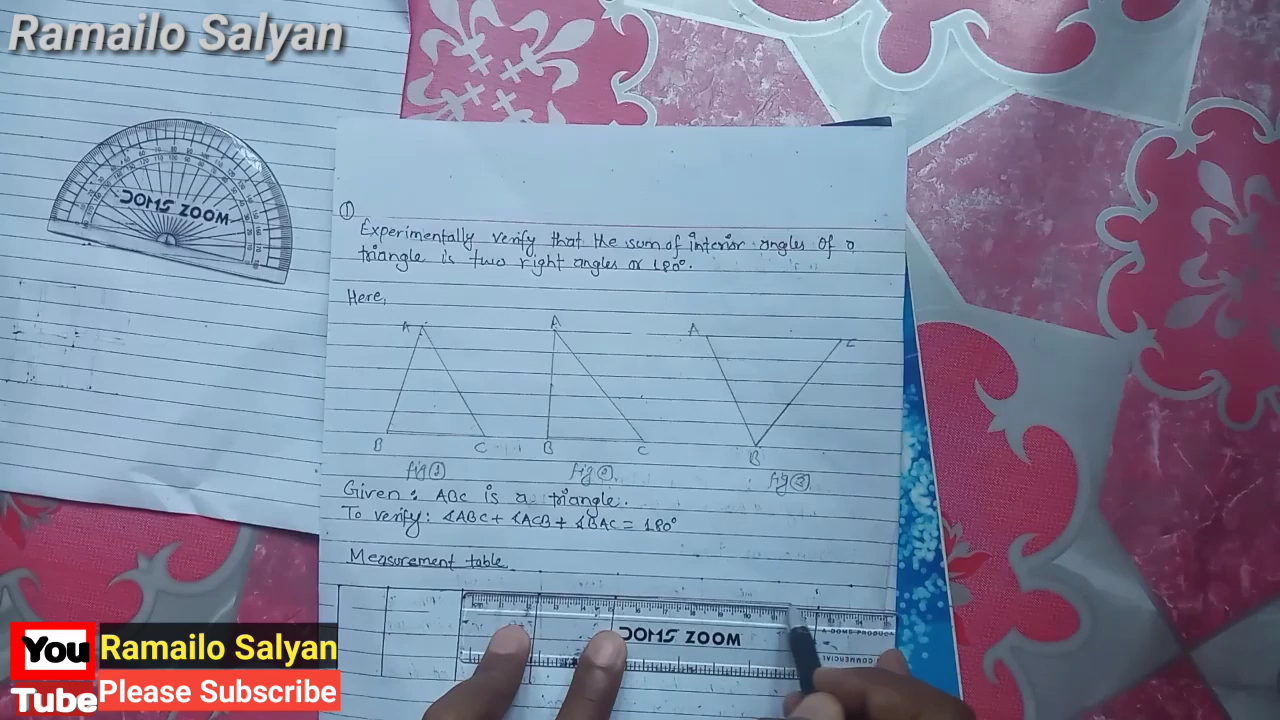 Ramailo Salyan
DOMS ZOOM
①
Experimentally verify that the sum of interior angles of a
triangle is two right angles or 180°.
Here,
A A A C
B C B C B
fig ① fig ② fig ③
Given : ABC is a triangle.
To verify: ∡ABC + ∡ACB + ∡BAC = 180°
Measurement table
DOMS ZOOM
You
Tube
Ramailo Salyan
Please Subscribe